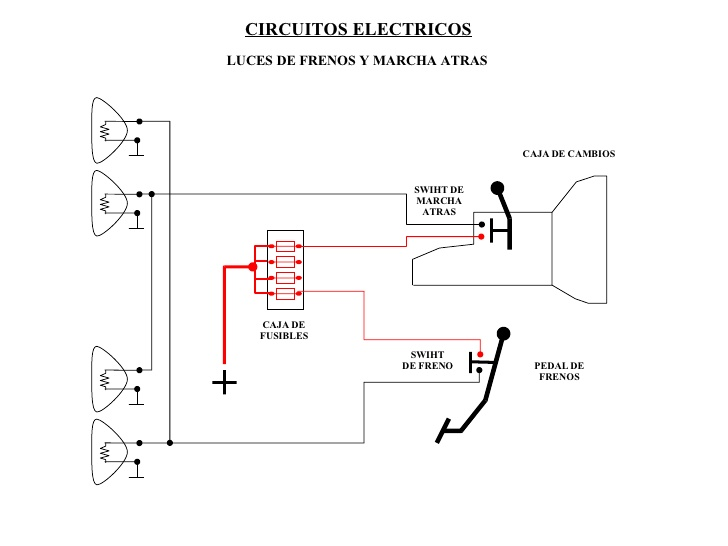 CIRCUITOS ELECTRICOS
LUCES DE FRENOS Y MARCHA ATRAS
CAJA DE CAMBIOS
SWIHT DE
MARCHA
ATRAS
CAJA DE
FUSIBLES
SWIHT
DE FRENO
PEDAL DE
FRENOS